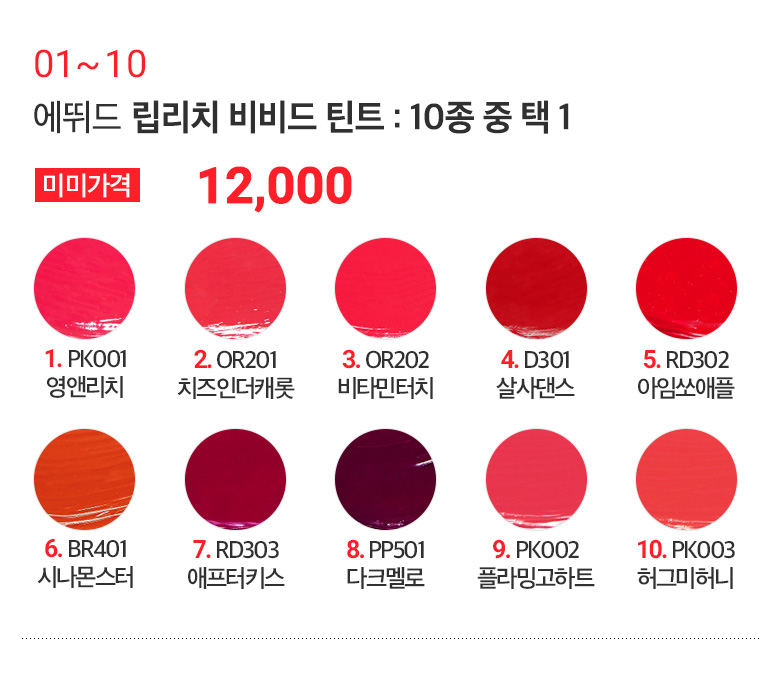 01~10
에뛰드 립리치 비비드 틴트 : 10종 중 택 1
미미가격 12,000
1. PK001 2. OR201 3. OR202 4. D301 5. RD302
영앤리치 치즈인더캐롯 비타민터치 살사댄스 아임쏘애플
6. BR401 7. RD303 8. PP501 9. PK002 10. PK003
시나몬스터 애프터키스 다크멜로 플라밍고하트 허그미허니